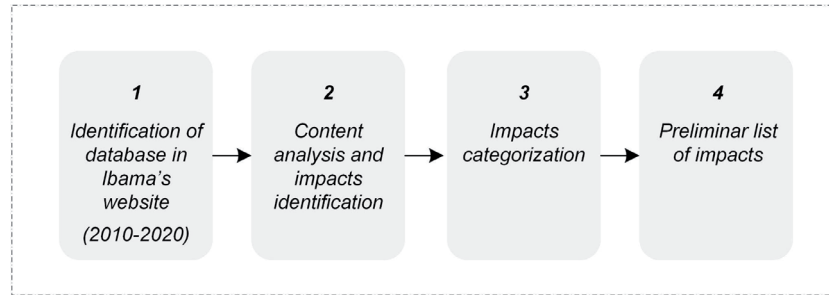 1
Identification of
database in
Ibama's
website
(2010-2020)
2
Content
analysis and
impacts
identification
3
Impacts
categorization
4
Preliminar list
of impacts